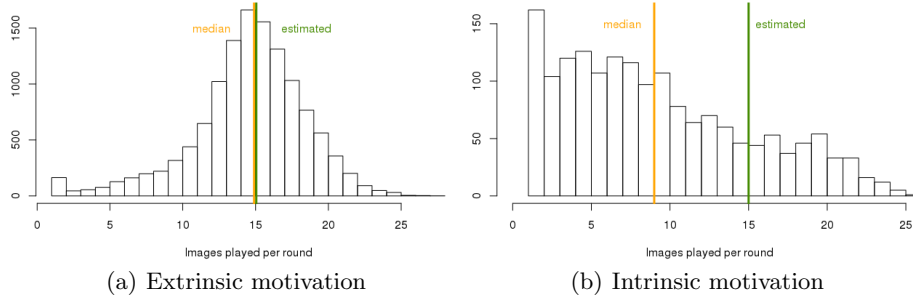 median
estimated
1500
1000
500
0
0 5 10 15 20 25
Images played per round
(a) Extrinsic motivation
median
estimated
150
100
50
0
0 5 10 15 20 25
Images played per round
(b) Intrinsic motivation